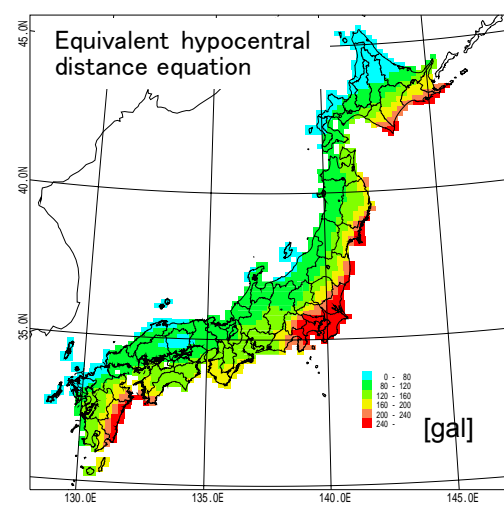 Equivalent hypocentral
distance equation
45.0N
40.0N
35.0N
0 - 80
80 - 120
120 - 160
160 - 200
200 - 240
240 -
[gal]
130.0E
135.0E
140.0E
145.0E